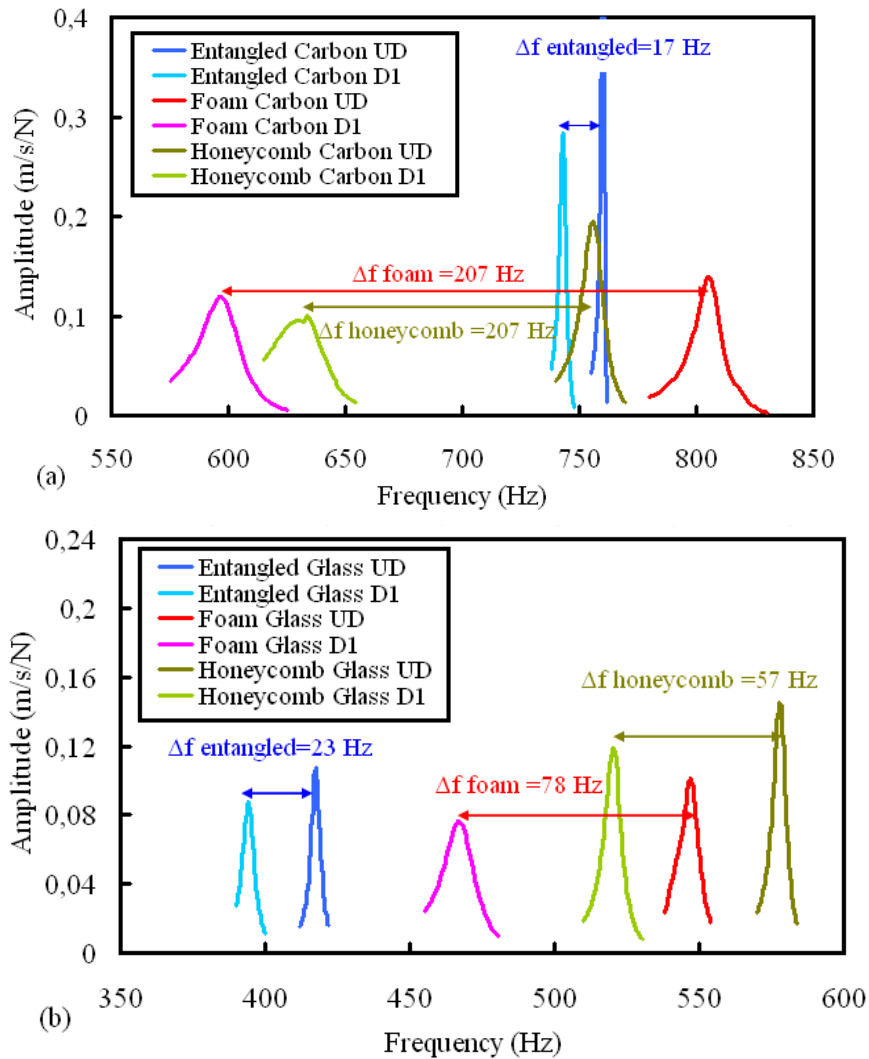 0,4
0,3
0,2
0,1
0
Amplitude (m/s/N)
Entangled Carbon UD
Entangled Carbon D1
Foam Carbon UD
Foam Carbon D1
Honeycomb Carbon UD
Honeycomb Carbon D1
Δf entangled=17 Hz
Δf foam =207 Hz
Δf honeycomb =207 Hz
550 600 650 700 750 800 850
(a)
Frequency (Hz)
0,24
0,2
0,16
0,12
0,08
0,04
0
Amplitude (m/s/N)
Entangled Glass UD
Entangled Glass D1
Foam Glass UD
Foam Glass D1
Honeycomb Glass UD
Honeycomb Glass D1
Δf honeycomb =57 Hz
Δf entangled=23 Hz
Δf foam =78 Hz
350 400 450 500 550 600
(b)
Frequency (Hz)